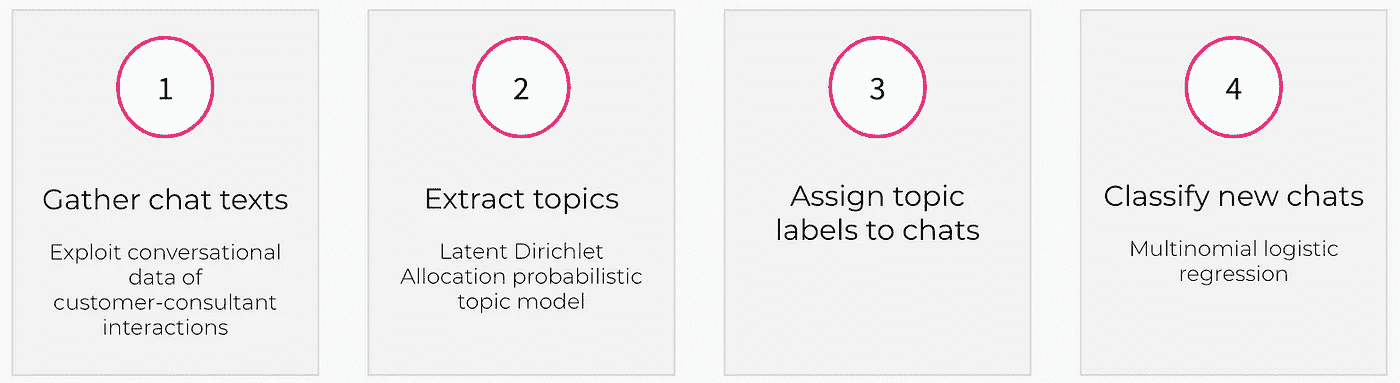 1
Gather chat texts
Exploit conversational
data of
customer-consultant
interactions
2
Extract topics
Latent Dirichlet
Allocation probabilistic
topic model
3
Assign topic
labels to chats
4
Classify new chats
Multinomial logistic
regression